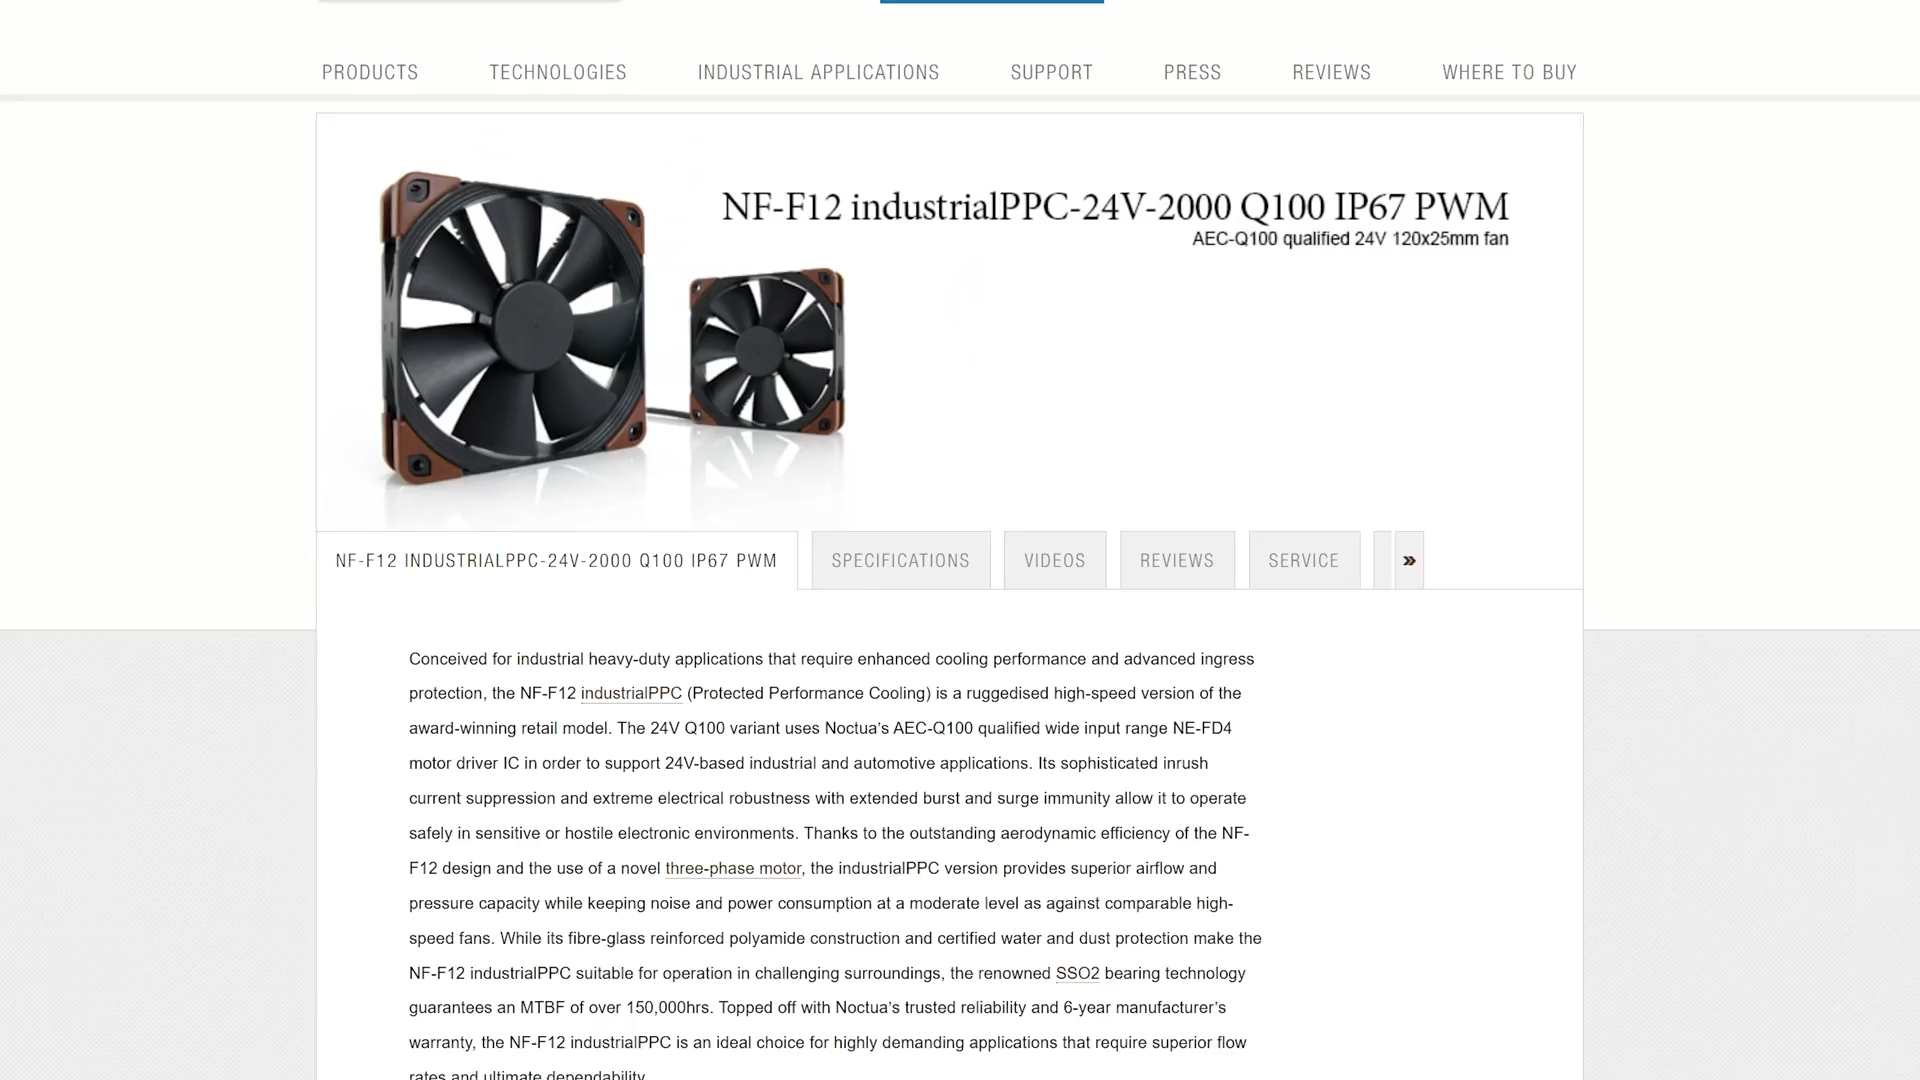 PRODUCTS TECHNOLOGIES INDUSTRIAL APPLICATIONS SUPPORT PRESS REVIEWS WHERE TO BUY
NF-F12 industrialPPC-24V-2000 Q100 IP67 PWM
AEC-Q100 qualified 24V 120x25mm fan
NF-F12 INDUSTRIALPPC-24V-2000 Q100 IP67 PWM SPECIFICATIONS VIDEOS REVIEWS SERVICE »
Conceived for industrial heavy-duty applications that require enhanced cooling performance and advanced ingress
protection, the NF-F12 industrialPPC (Protected Performance Cooling) is a ruggedised high-speed version of the
award-winning retail model. The 24V Q100 variant uses Noctua’s AEC-Q100 qualified wide input range NE-FD4
motor driver IC in order to support 24V-based industrial and automotive applications. Its sophisticated inrush
current suppression and extreme electrical robustness with extended burst and surge immunity allow it to operate
safely in sensitive or hostile electronic environments. Thanks to the outstanding aerodynamic efficiency of the NF-
F12 design and the use of a novel three-phase motor, the industrialPPC version provides superior airflow and
pressure capacity while keeping noise and power consumption at a moderate level as against comparable high-
speed fans. While its fibre-glass reinforced polyamide construction and certified water and dust protection make the
NF-F12 industrialPPC suitable for operation in challenging surroundings, the renowned SSO2 bearing technology
guarantees an MTBF of over 150,000hrs. Topped off with Noctua’s trusted reliability and 6-year manufacturer’s
warranty, the NF-F12 industrialPPC is an ideal choice for highly demanding applications that require superior flow
rates and ultimate dependability.